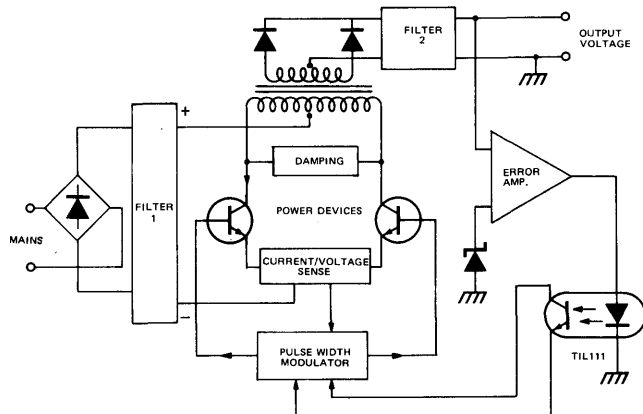 FILTER
2
OUTPUT
VOLTAGE
+
DAMPING
ERROR
AMP.
FILTER
1
POWER DEVICES
MAINS
CURRENT/VOLTAGE
SENSE
−
PULSE WIDTH
MODULATOR
TIL111